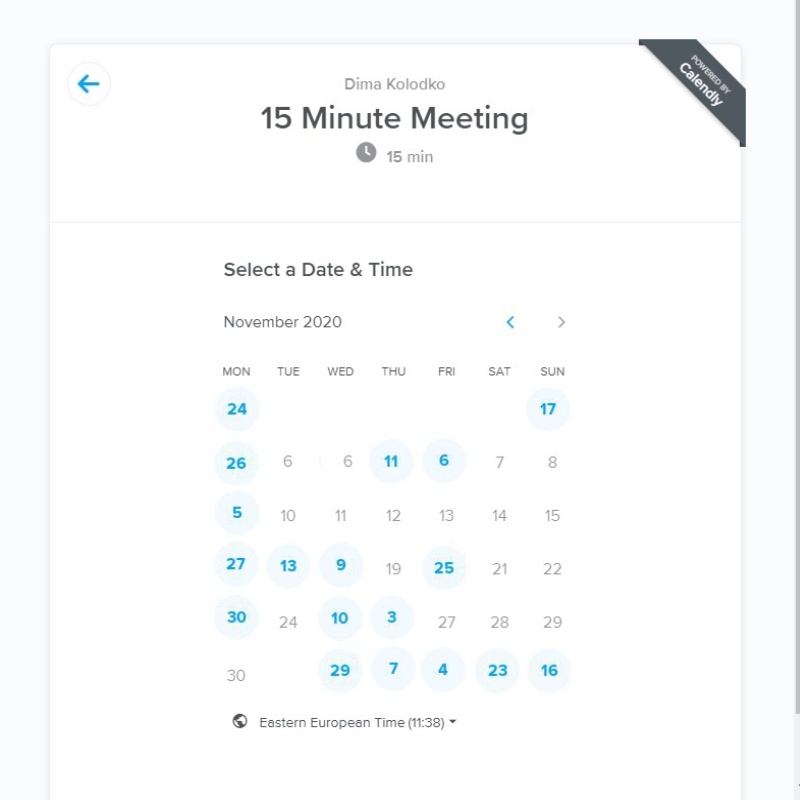 POWERED BY
Calendly
Dima Kolodko
15 Minute Meeting
15 min
Select a Date & Time
November 2020
MON TUE WED THU FRI SAT SUN
24 17
26 6 6 11 6 7 8
5 10 11 12 13 14 15
27 13 9 19 25 21 22
30 24 10 3 27 28 29
30 29 7 4 23 16
Eastern European Time (11:38)